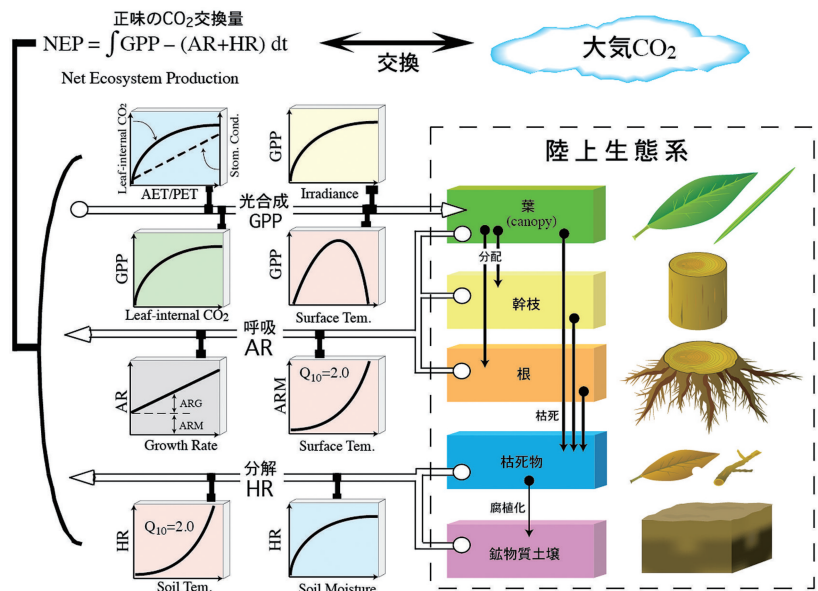 正味のCO₂交換量
NEP = ∫GPP – (AR+HR) dt
Net Ecosystem Production
交換
大気CO₂
Leaf-internal CO₂
Stom. Cond.
AET/PET
GPP
Irradiance
光合成
GPP
GPP
Leaf-internal CO₂
GPP
Surface Tem.
呼吸
AR
AR
ARG
ARM
Growth Rate
ARM
Q₁₀=2.0
Surface Tem.
分解
HR
HR
Q₁₀=2.0
Soil Tem.
HR
Soil Moisture
陸上生態系
葉
(canopy)
分配
幹枝
根
枯死
枯死物
腐植化
鉱物質土壌